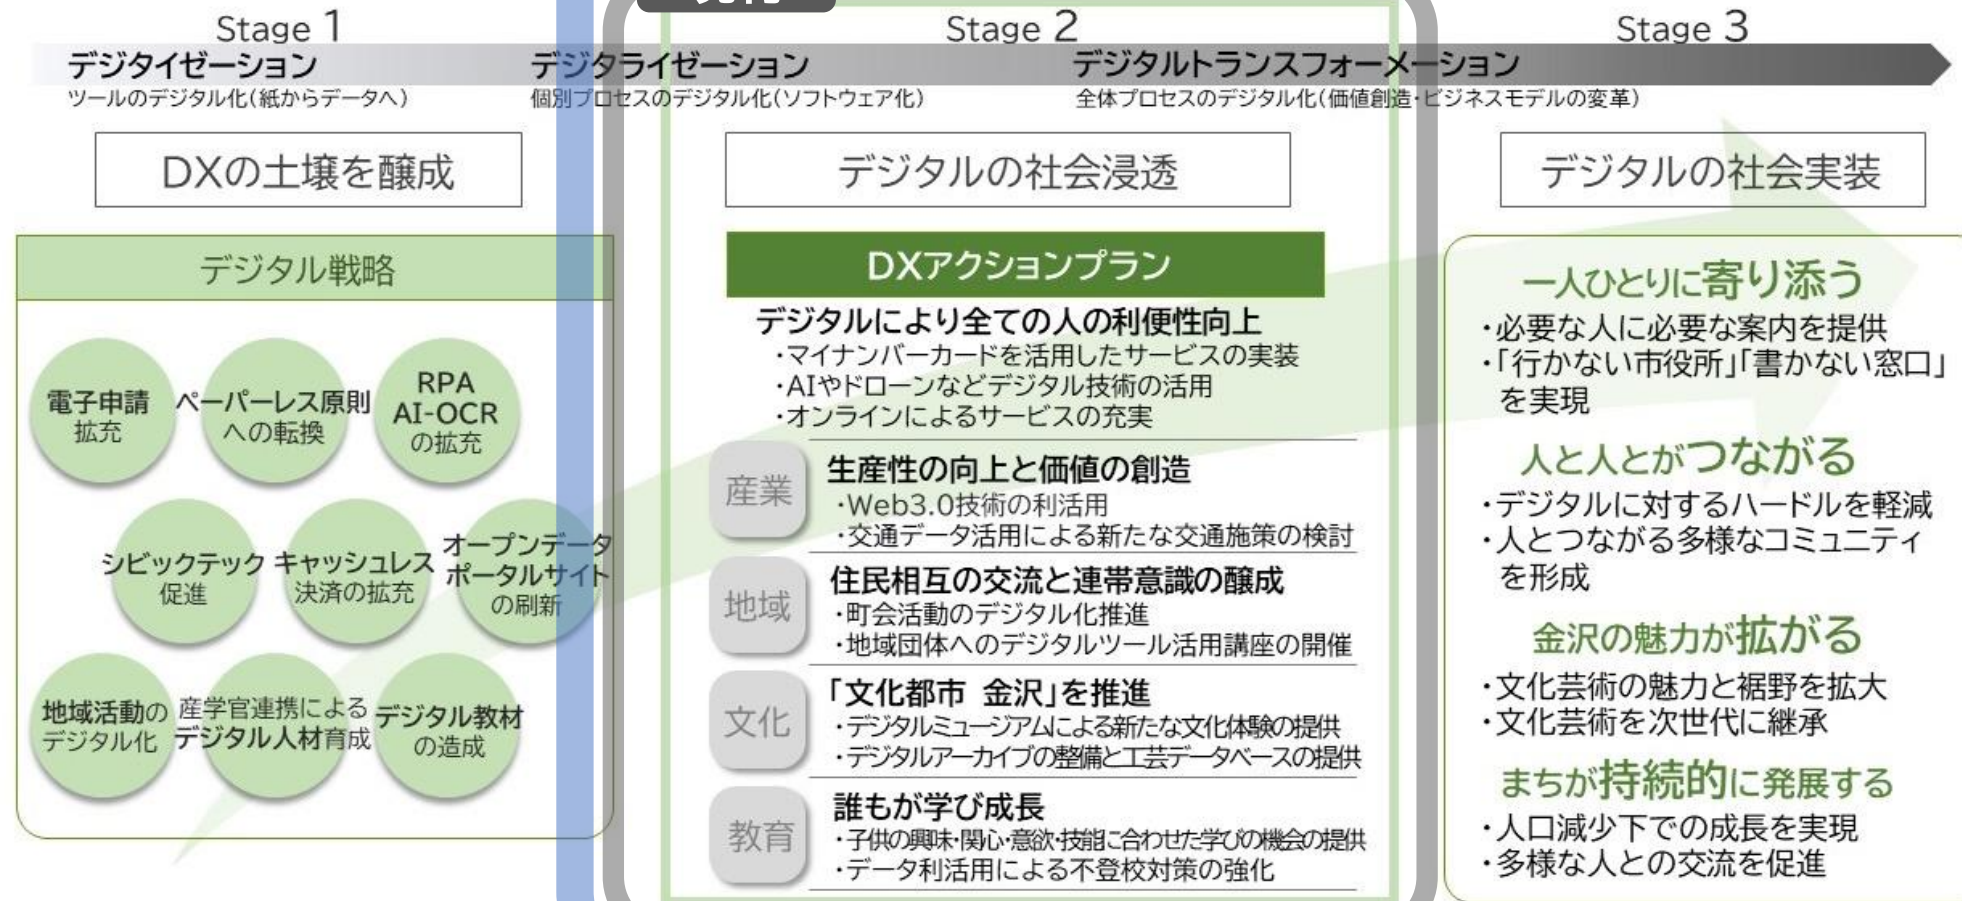 Stage 1
Stage 2
Stage 3
デジタイゼーション
デジタライゼーション
デジタルトランスフォーメーション
ツールのデジタル化(紙からデータへ)
個別プロセスのデジタル化(ソフトウェア化)
全体プロセスのデジタル化(価値創造・ビジネスモデルの変革)
DXの土壌を醸成
デジタル戦略
電子申請
拡充
ペーパーレス原則
への転換
RPA
AI-OCR
の拡充
シビックテック
促進
キャッシュレス
決済の拡充
オープンデータ
ポータルサイト
の刷新
地域活動の
デジタル化
産学官連携による
デジタル人材育成
デジタル教材
の造成
デジタルの社会浸透
DXアクションプラン
デジタルにより全ての人の利便性向上
・マイナンバーカードを活用したサービスの実装
・AIやドローンなどデジタル技術の活用
・オンラインによるサービスの充実
産業
生産性の向上と価値の創造
・Web3.0技術の利活用
・交通データ活用による新たな交通施策の検討
地域
住民相互の交流と連帯意識の醸成
・町会活動のデジタル化推進
・地域団体へのデジタルツール活用講座の開催
文化
「文化都市 金沢」を推進
・デジタルミュージアムによる新たな文化体験の提供
・デジタルアーカイブの整備と工芸データベースの提供
教育
誰もが学び成長
・子供の興味・関心・意欲・技能に合わせた学びの機会の提供
・データ利活用による不登校対策の強化
デジタルの社会実装
一人ひとりに寄り添う
・必要な人に必要な案内を提供
・「行かない市役所」「書かない窓口」
を実現
人と人とがつながる
・デジタルに対するハードルを軽減
・人とつながる多様なコミュニティ
を形成
金沢の魅力が拡がる
・文化芸術の魅力と裾野を拡大
・文化芸術を次世代に継承
まちが持続的に発展する
・人口減少下での成長を実現
・多様な人との交流を促進